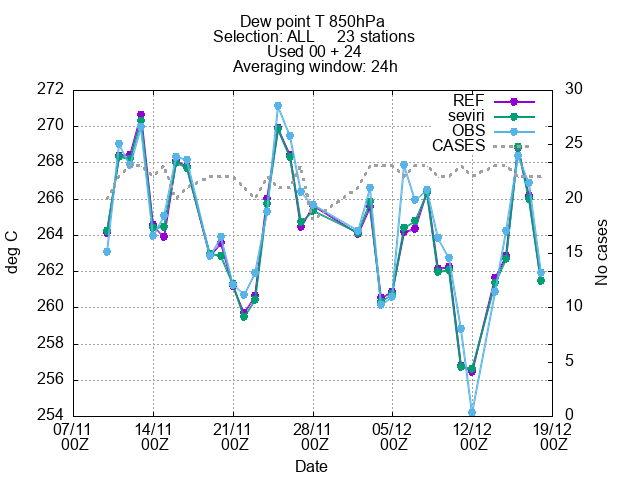 Dew point T 850hPa
Selection: ALL 23 stations
Used 00 + 24
Averaging window: 24h
272
270
268
266
264
262
260
258
256
254
deg C
30
25
20
15
10
5
0
No cases
REF
seviri
OBS
CASES
07/11 14/11 21/11 28/11 05/12 12/12 19/12
00Z 00Z 00Z 00Z 00Z 00Z 00Z
Date